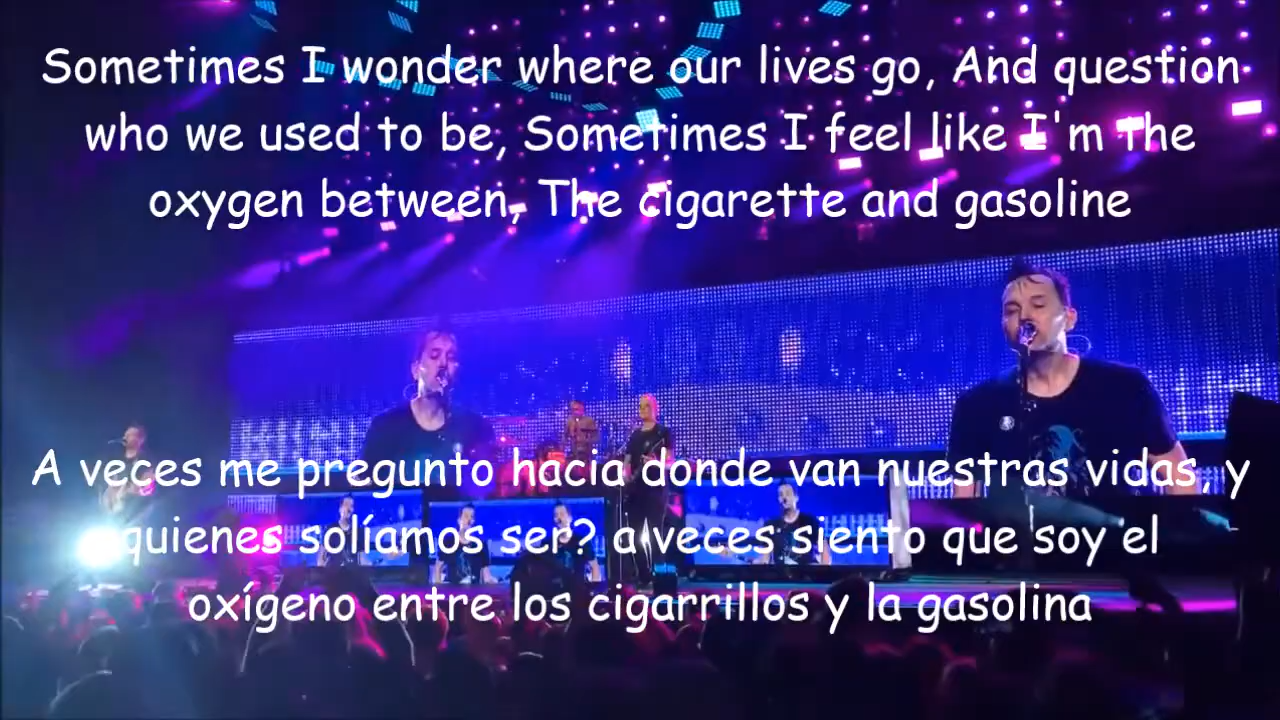 Sometimes I wonder where our lives go, And question
who we used to be, Sometimes I feel like I'm the
oxygen between, The cigarette and gasoline
A veces me pregunto hacia donde van nuestras vidas, y
quienes solíamos ser? a veces siento que soy el
oxígeno entre los cigarrillos y la gasolina